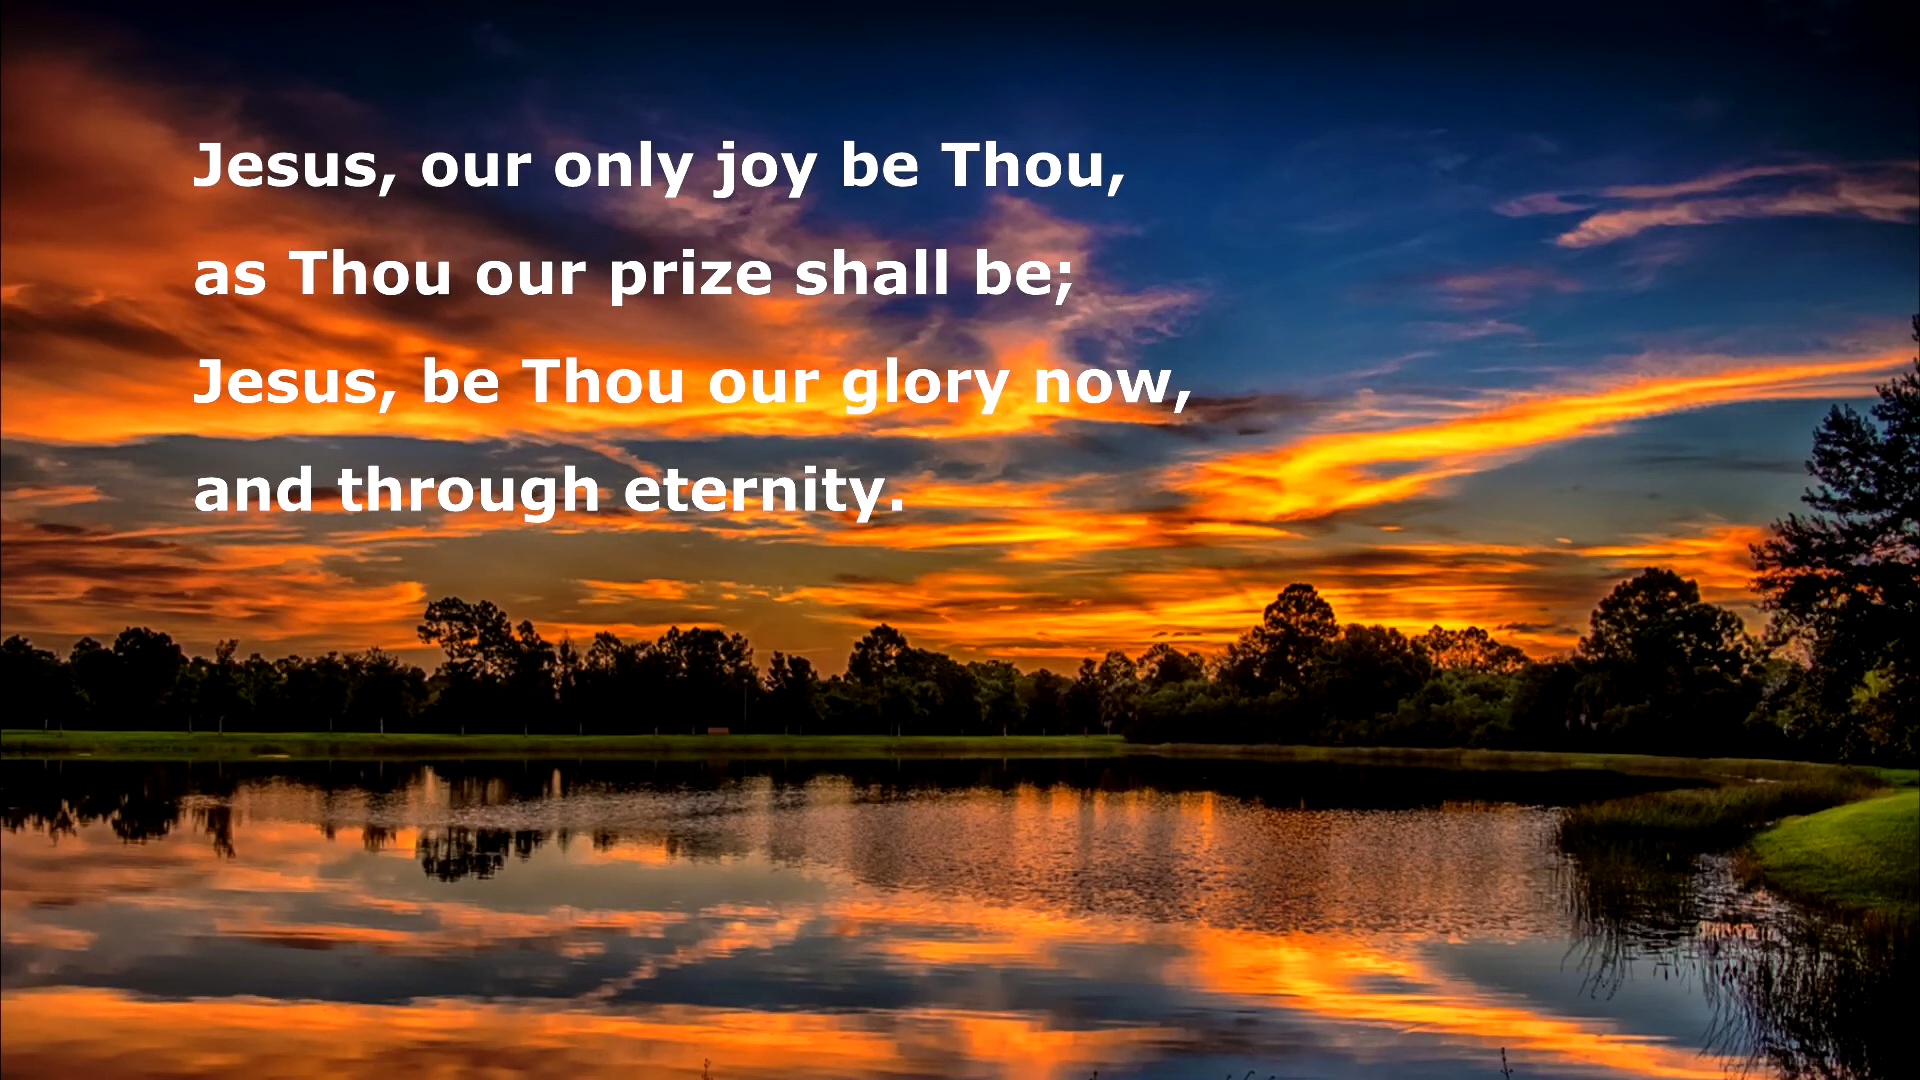 Jesus, our only joy be Thou,
as Thou our prize shall be;
Jesus, be Thou our glory now,
and through eternity.